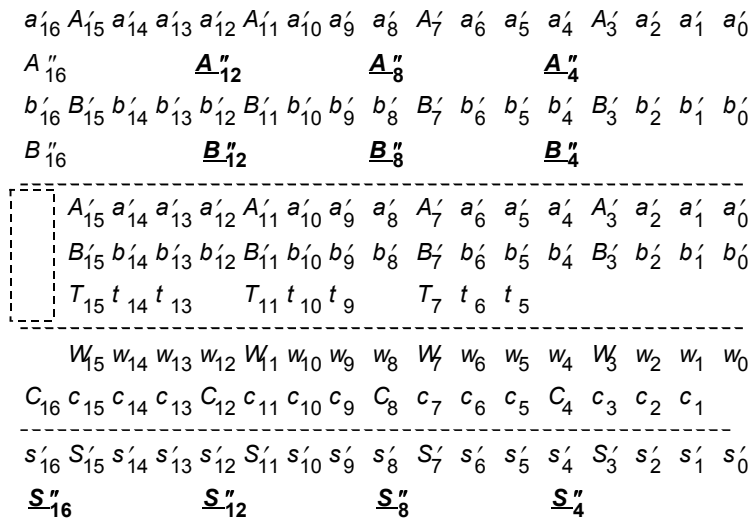 a′16 A′15 a′14 a′13 a′12 A′11 a′10 a′9 a′8 A′7 a′6 a′5 a′4 A′3 a′2 a′1 a′0
A″16 A″12 A″8 A″4
b′16 B′15 b′14 b′13 b′12 B′11 b′10 b′9 b′8 B′7 b′6 b′5 b′4 B′3 b′2 b′1 b′0
B″16 B″12 B″8 B″4
A′15 a′14 a′13 a′12 A′11 a′10 a′9 a′8 A′7 a′6 a′5 a′4 A′3 a′2 a′1 a′0
B′15 b′14 b′13 b′12 B′11 b′10 b′9 b′8 B′7 b′6 b′5 b′4 B′3 b′2 b′1 b′0
T15 t14 t13 T11 t10 t9 T7 t6 t5
W15 w14 w13 w12 W11 w10 w9 w8 W7 w6 w5 w4 W3 w2 w1 w0
C16 c15 c14 c13 C12 c11 c10 c9 C8 c7 c6 c5 C4 c3 c2 c1
s′16 S′15 s′14 s′13 s′12 S′11 s′10 s′9 s′8 S′7 s′6 s′5 s′4 S′3 s′2 s′1 s′0
S″16 S″12 S″8 S″4